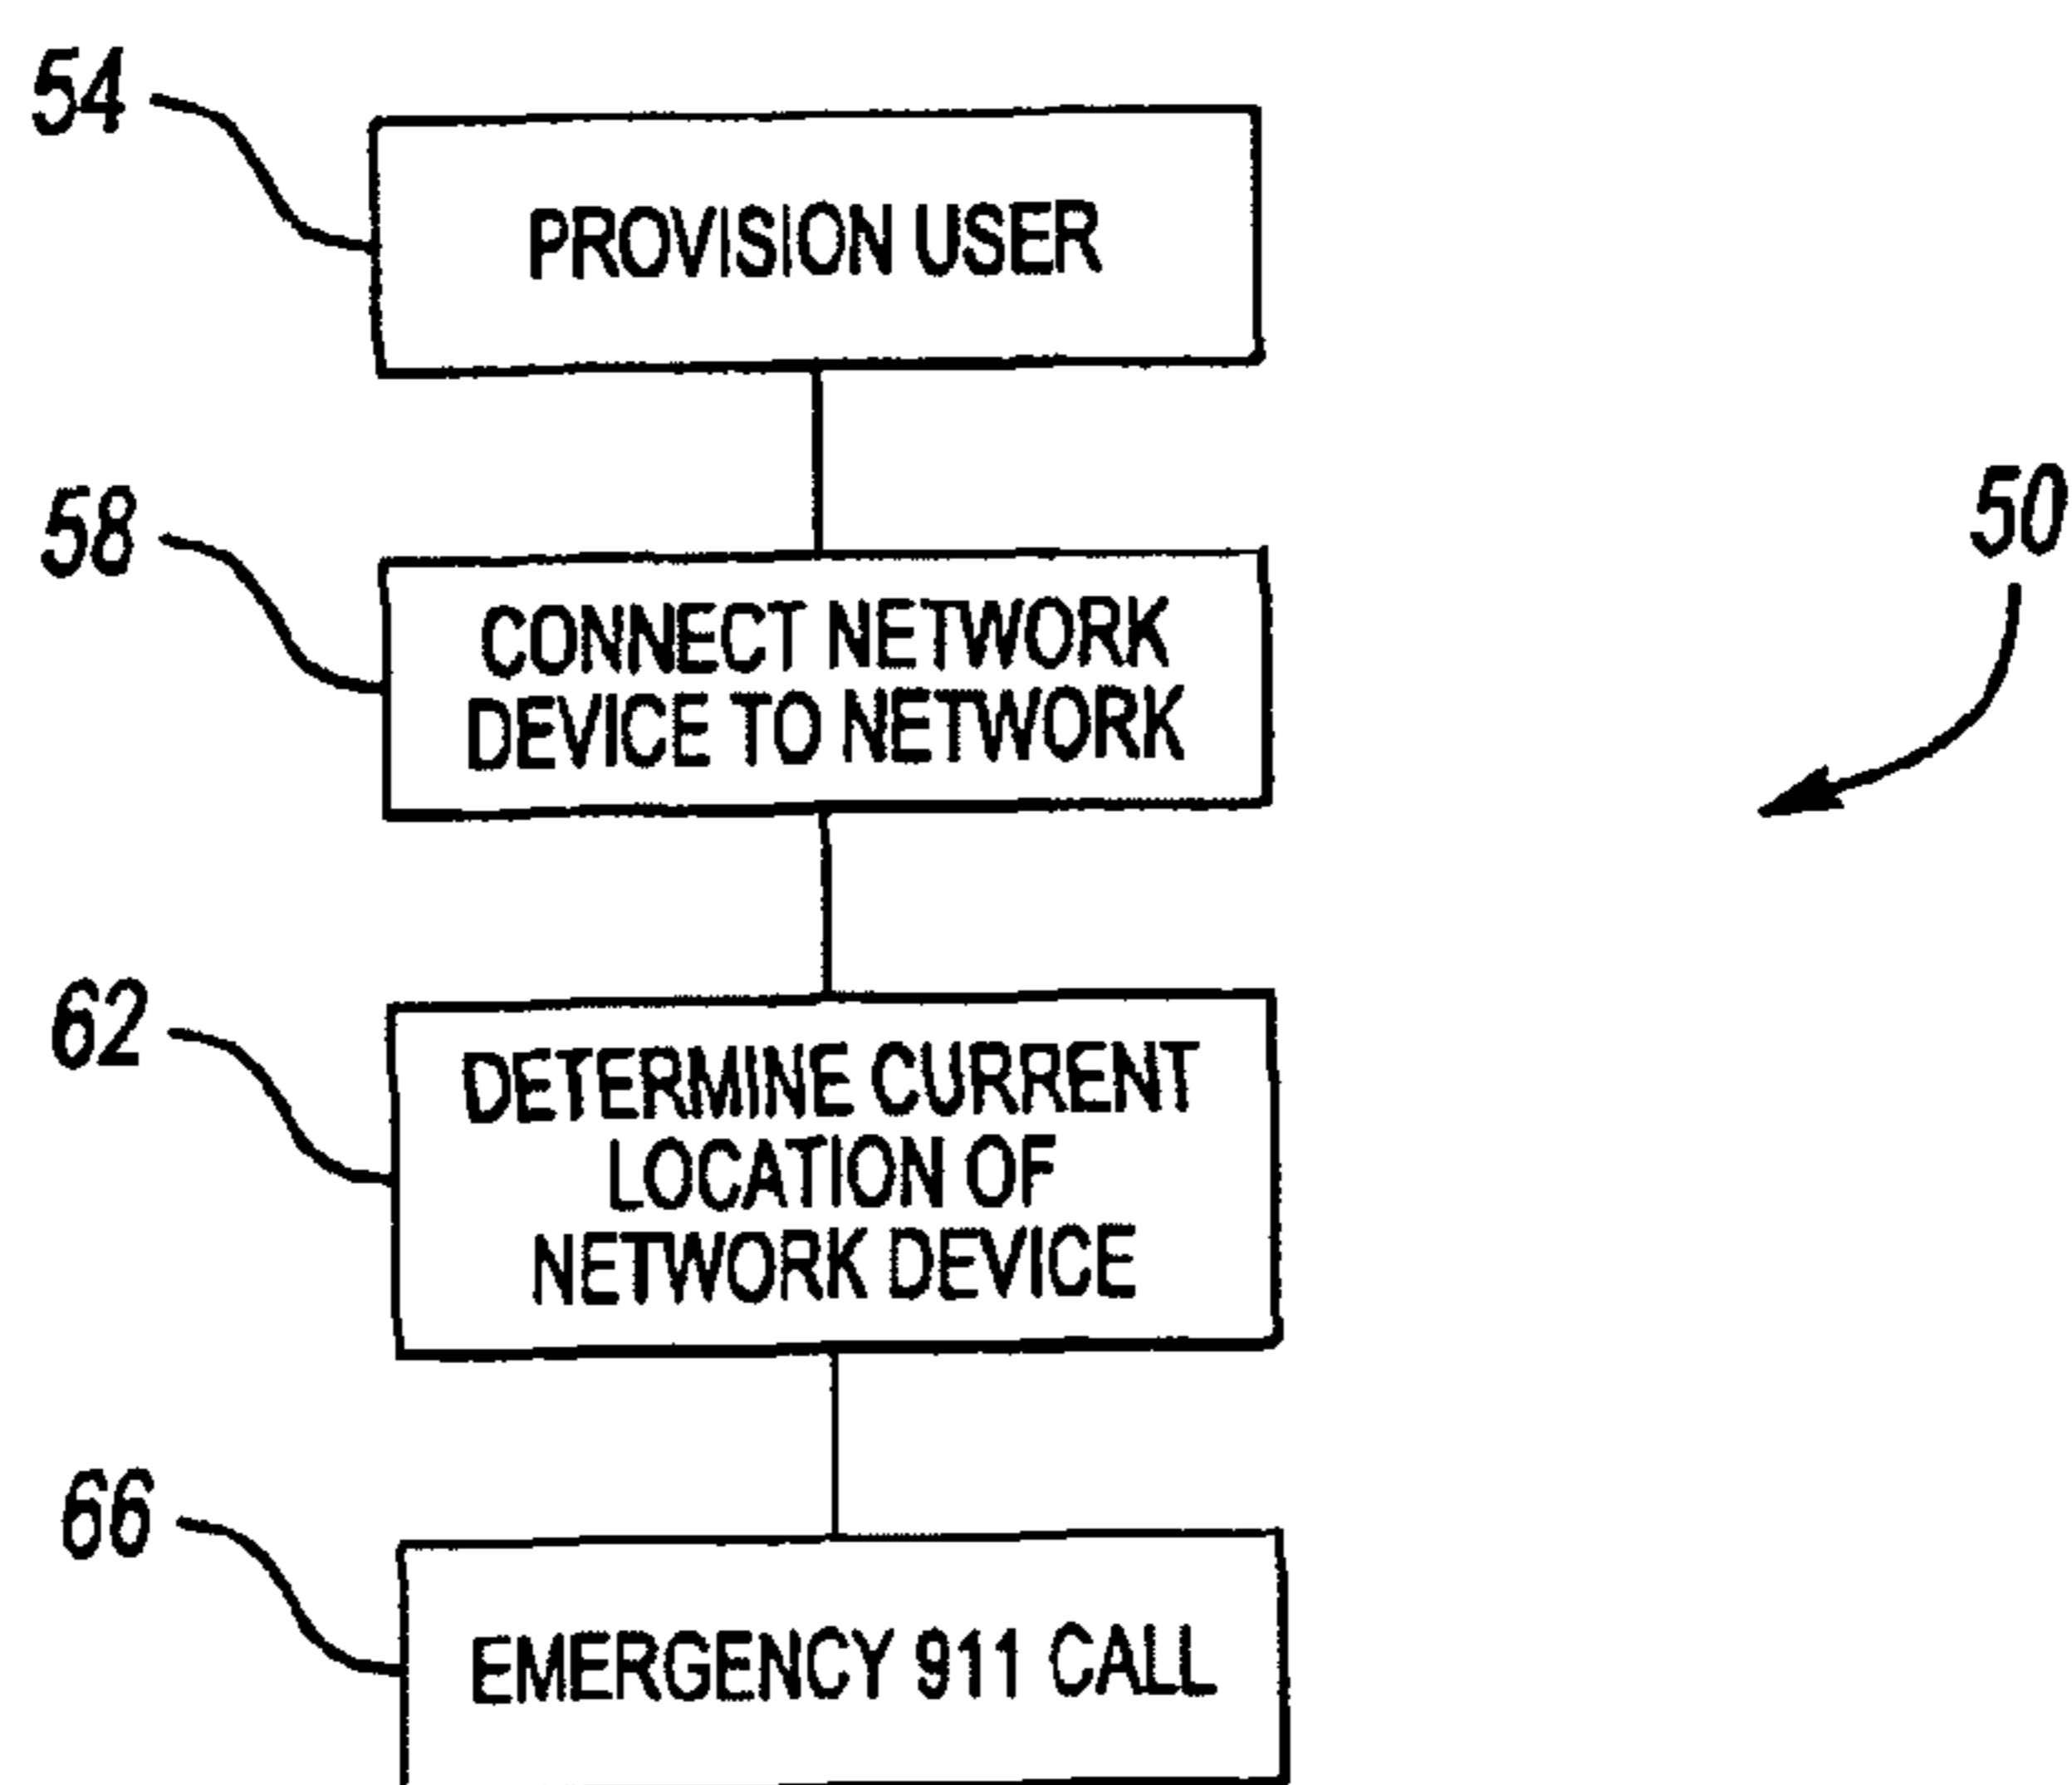 54
PROVISION USER
58
CONNECT NETWORK
DEVICE TO NETWORK
50
62
DETERMINE CURRENT
LOCATION OF
NETWORK DEVICE
66
EMERGENCY 911 CALL